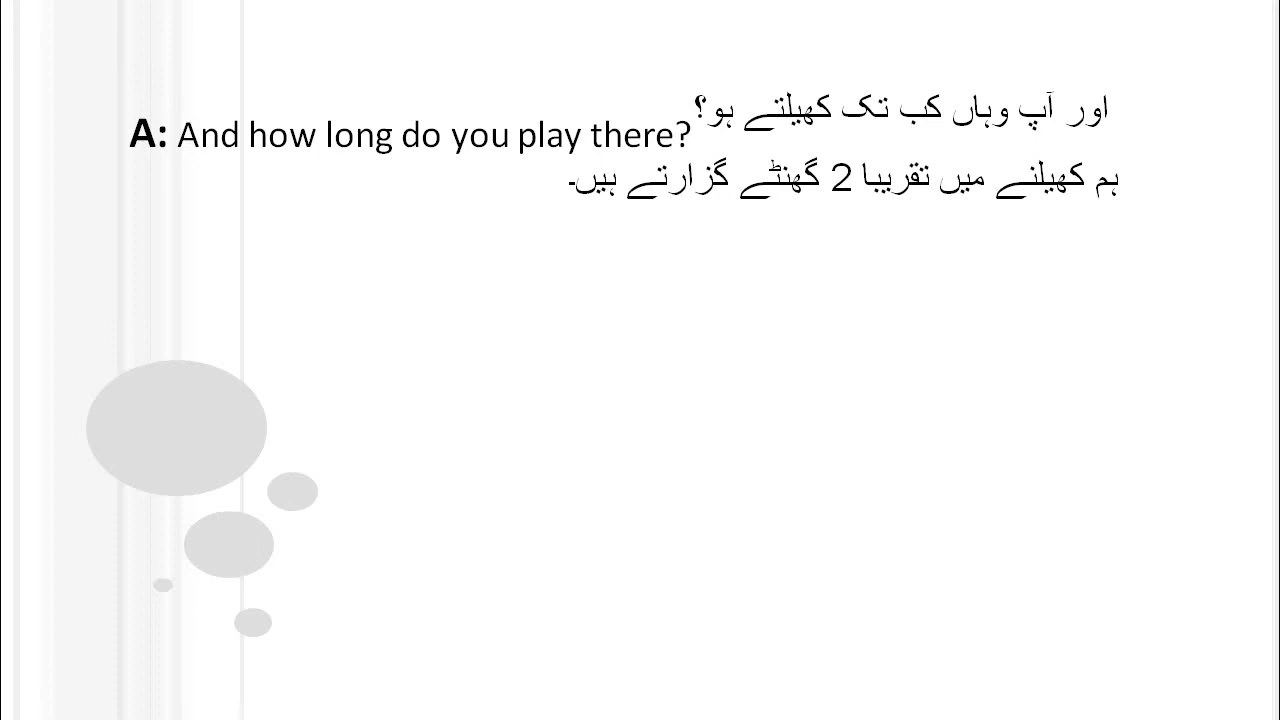 A: And how long do you play there?
اور آپ وہاں کب تک کھیلتے ہو؟
ہم کھیلنے میں تقریبا 2 گھنٹے گزارتے ہیں۔